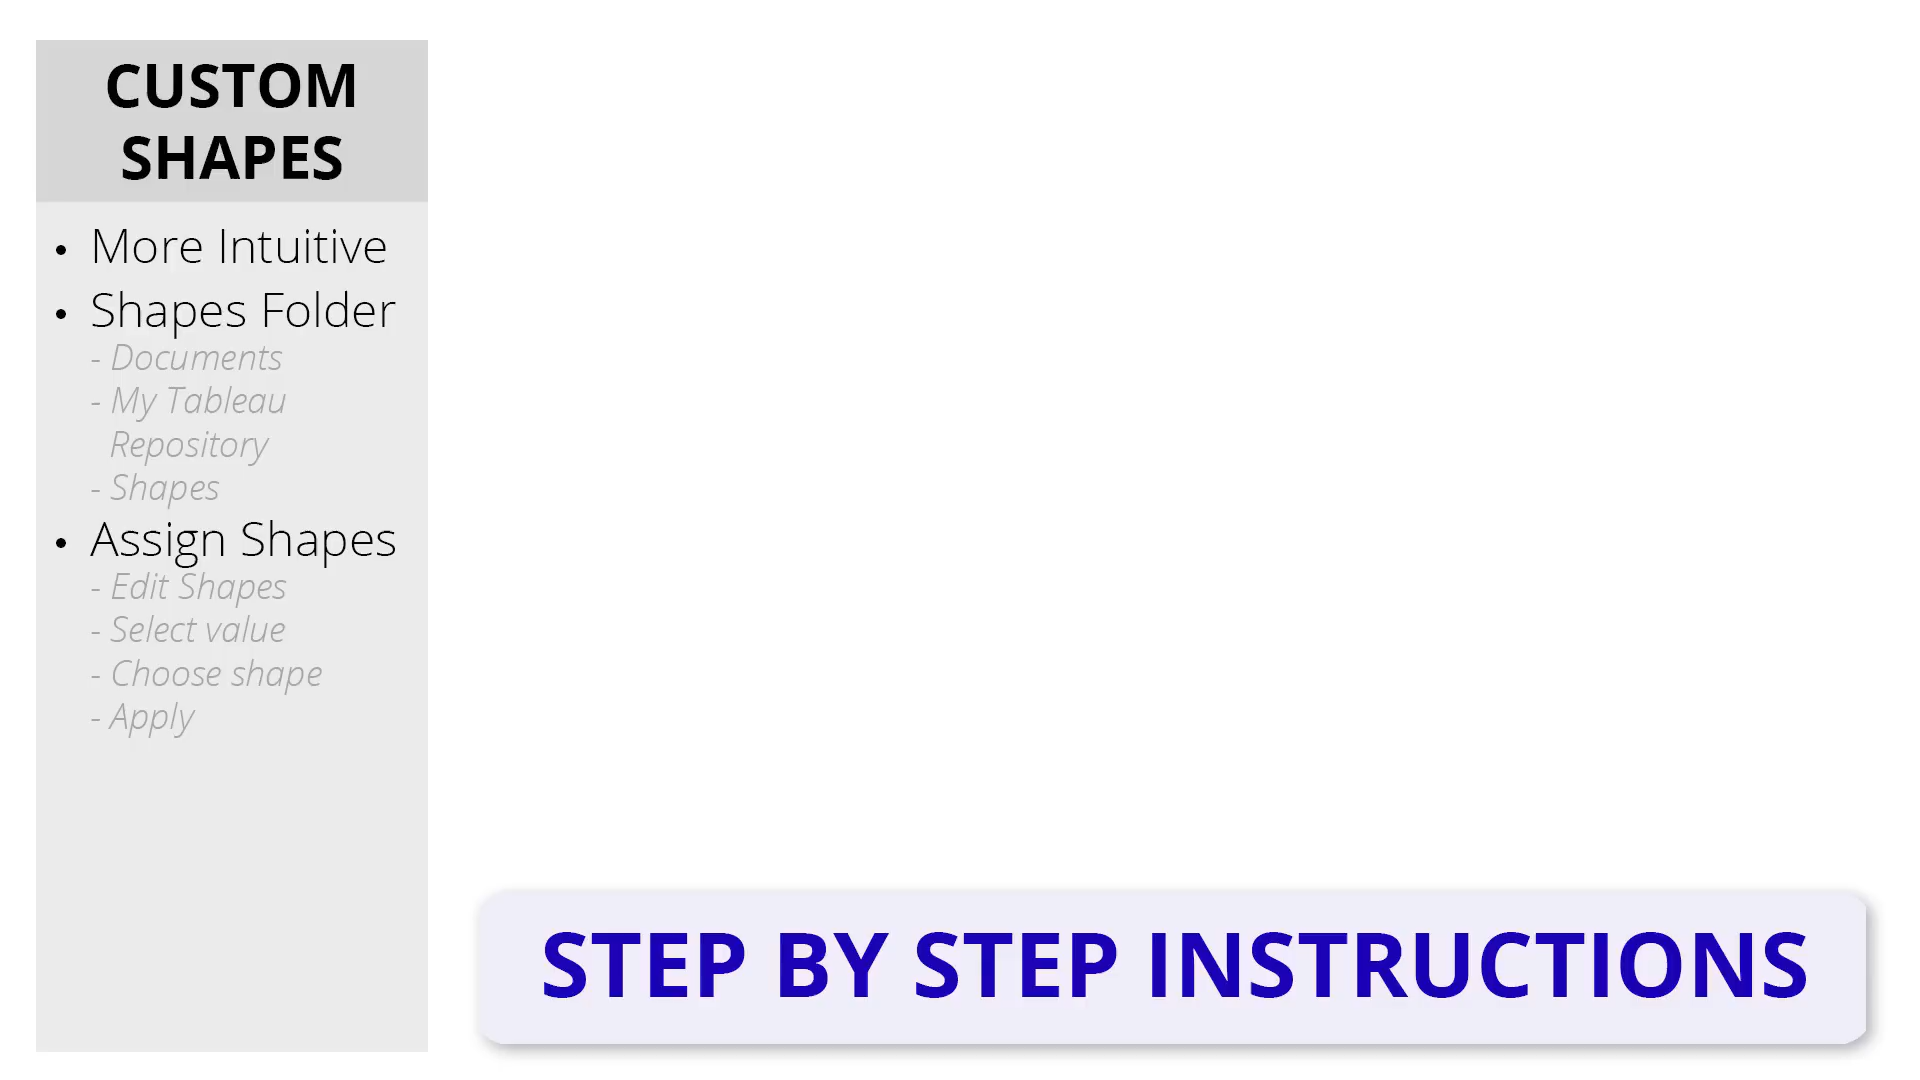 CUSTOM
SHAPES
• More Intuitive
• Shapes Folder
- Documents
- My Tableau
Repository
- Shapes
• Assign Shapes
- Edit Shapes
- Select value
- Choose shape
- Apply
STEP BY STEP INSTRUCTIONS